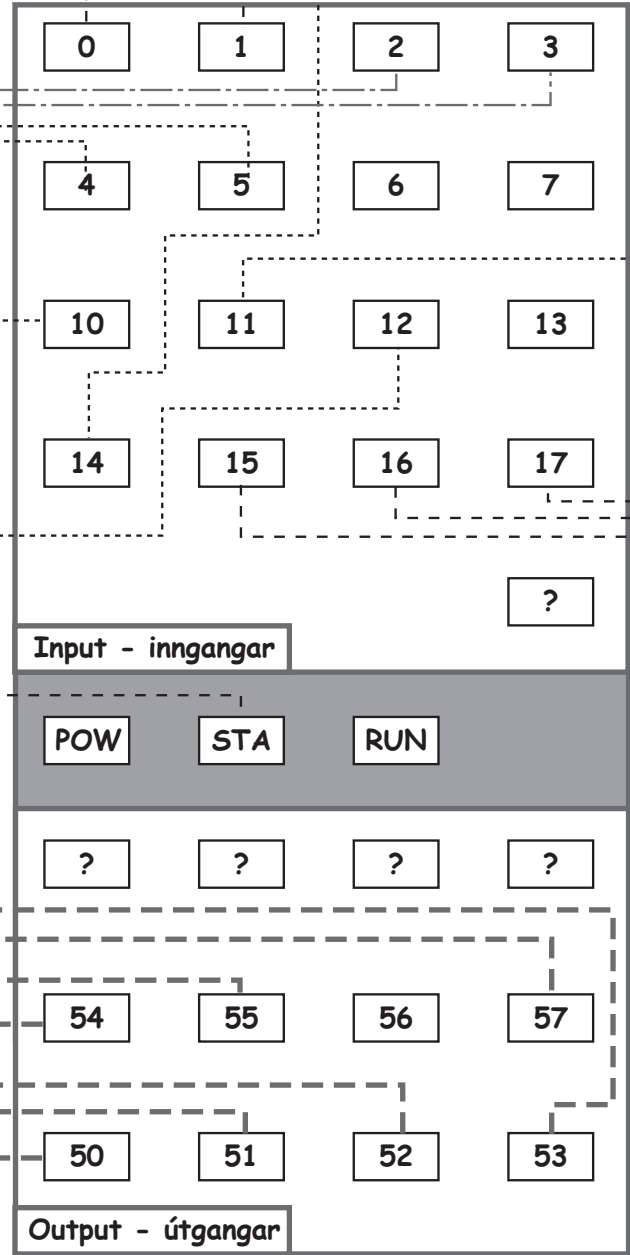 0 1 2 3
4 5 6 7
10 11 12 13
14 15 16 17
?
Input - inngangar
POW STA RUN
? ? ? ?
54 55 56 57
50 51 52 53
Output - útgangar